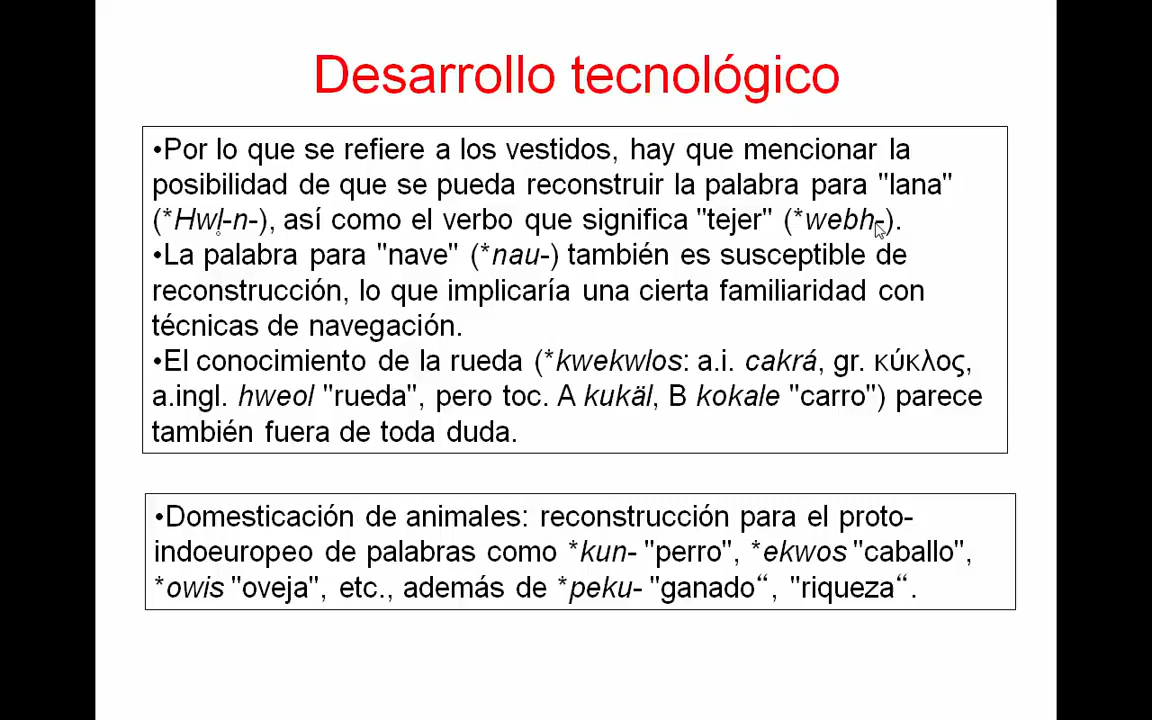 Desarrollo tecnológico
•Por lo que se refiere a los vestidos, hay que mencionar la
posibilidad de que se pueda reconstruir la palabra para "lana"
(*Hwl̥-n-), así como el verbo que significa "tejer" (*webh-).
•La palabra para "nave" (*nau-) también es susceptible de
reconstrucción, lo que implicaría una cierta familiaridad con
técnicas de navegación.
•El conocimiento de la rueda (*kwekwlos: a.i. cakrá, gr. κύκλος,
a.ingl. hweol "rueda", pero toc. A kukäl, B kokale "carro") parece
también fuera de toda duda.
•Domesticación de animales: reconstrucción para el proto-
indoeuropeo de palabras como *kun- "perro", *ekwos "caballo",
*owis "oveja", etc., además de *peku- "ganado“, "riqueza“.